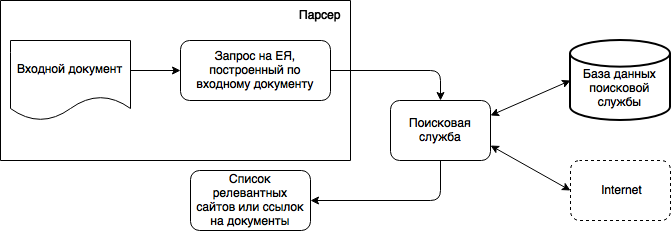 Парсер
Входной документ
Запрос на ЕЯ,
построенный по
входному документу
База данных
поисковой
службы
Поисковая
служба
Список
релевантных
сайтов или ссылок
на документы
Internet